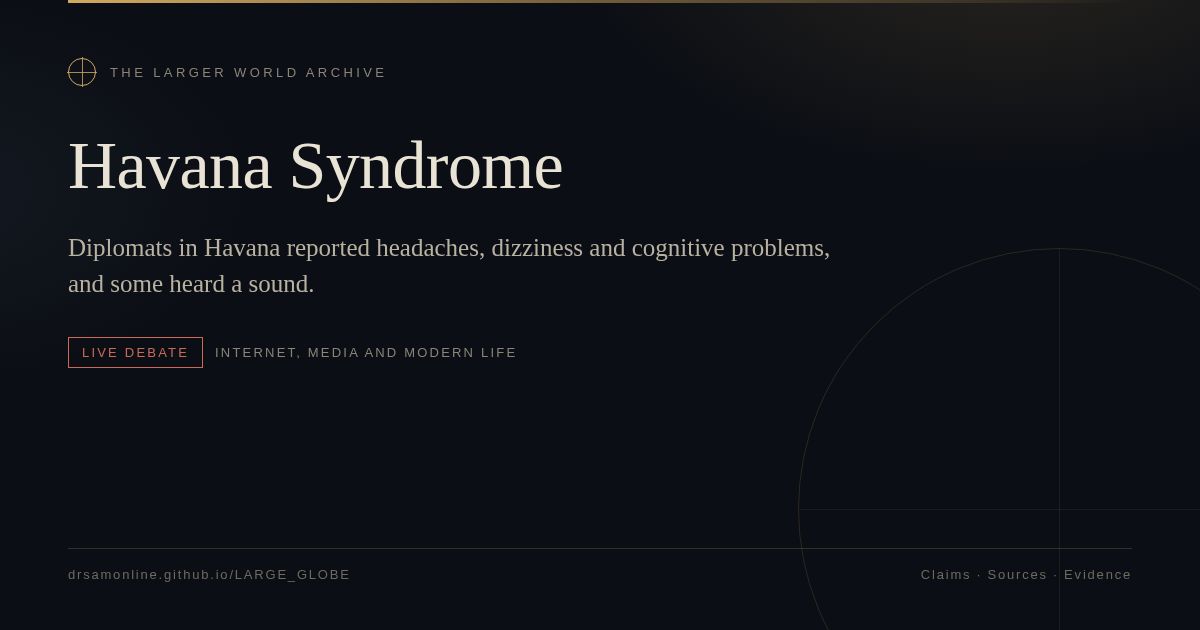 THE LARGER WORLD ARCHIVE
Havana Syndrome
Diplomats in Havana reported headaches, dizziness and cognitive problems,
and some heard a sound.
LIVE DEBATE INTERNET, MEDIA AND MODERN LIFE
drsamonline.github.io/LARGE_GLOBE Claims · Sources · Evidence